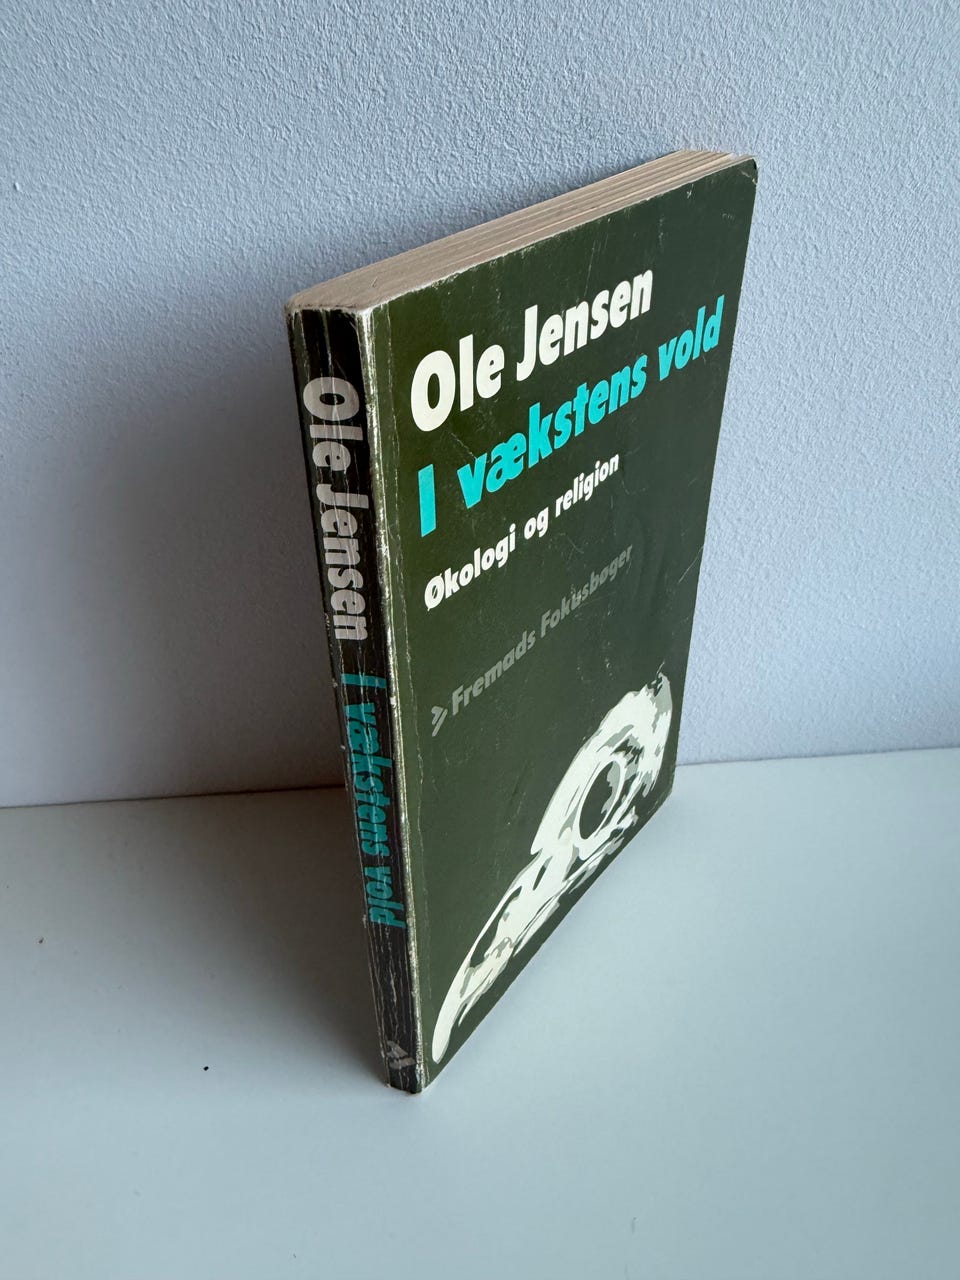 Ole Jensen
I vækstens vold
Økologi og religion
Fremads Fokusbøger
Ole Jensen I vækstens vold